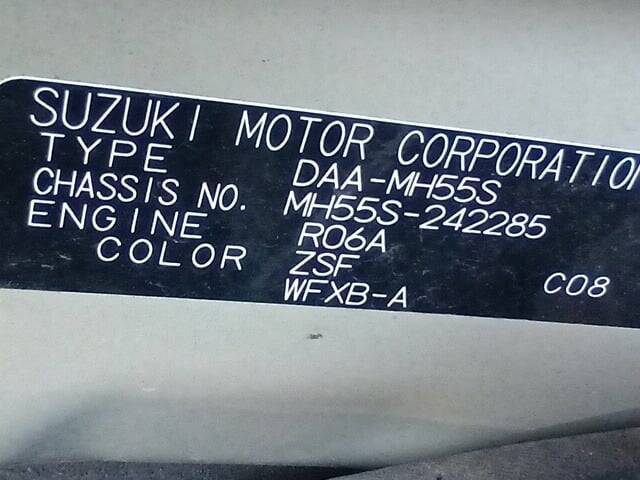 SUZUKI MOTOR CORPORATION
TYPE DAA-MH55S
CHASSIS NO. MH55S-242285
ENGINE R06A
COLOR ZSF
WFXB-A C08